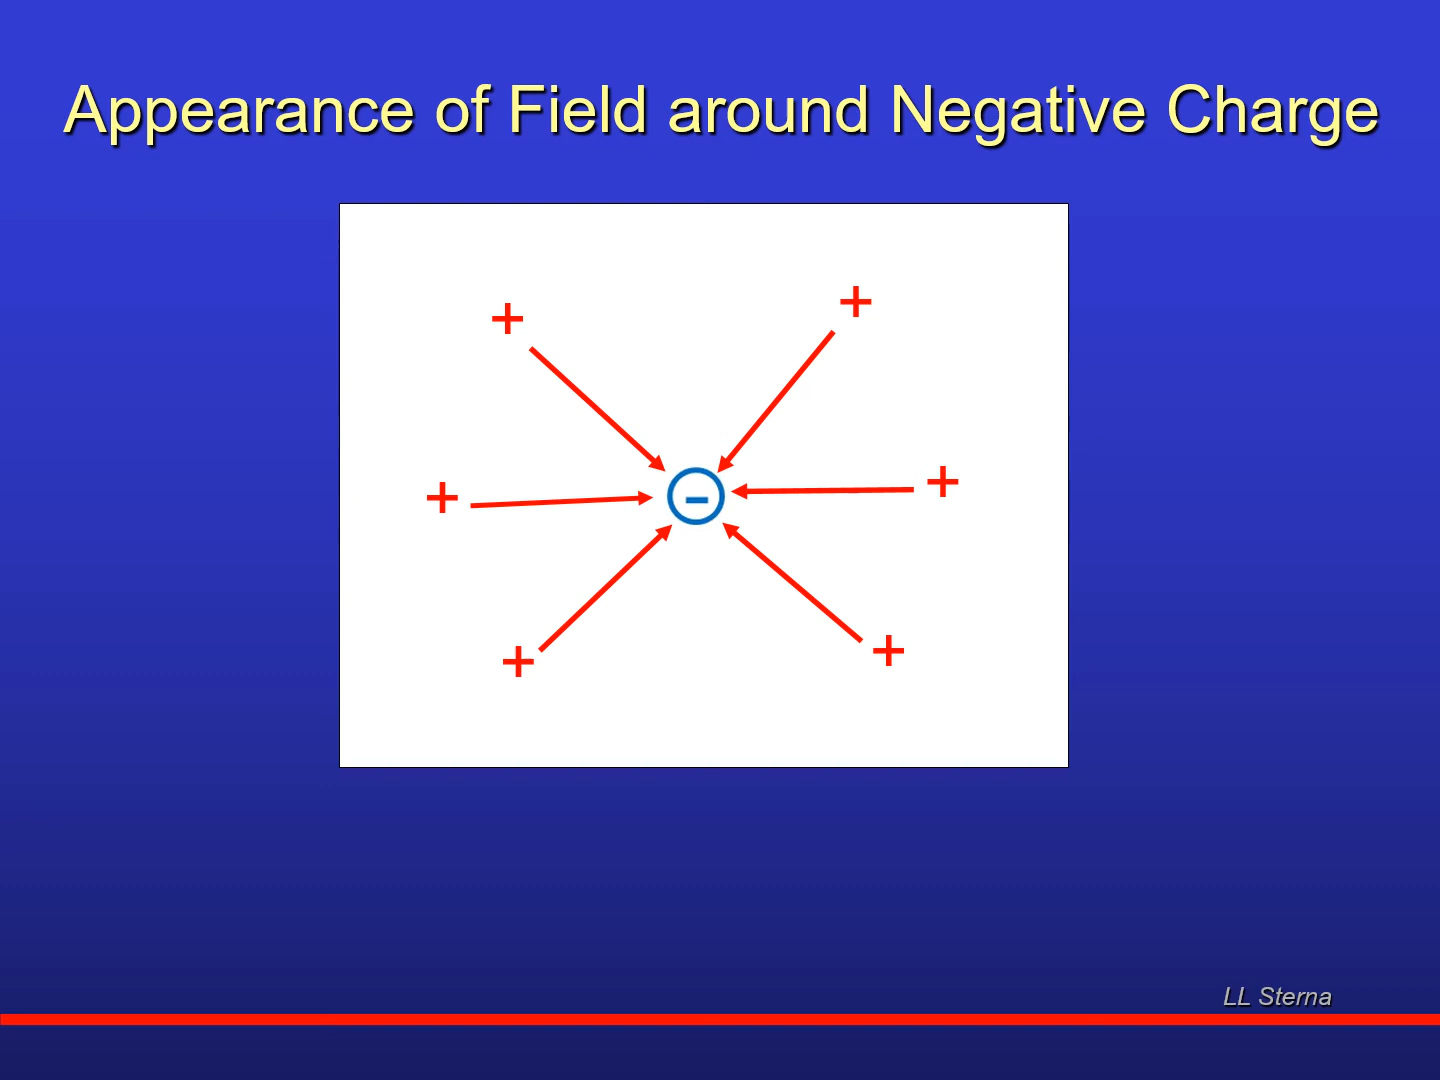 Appearance of Field around Negative Charge
+ +
+ - +
+ +
LL Sterna